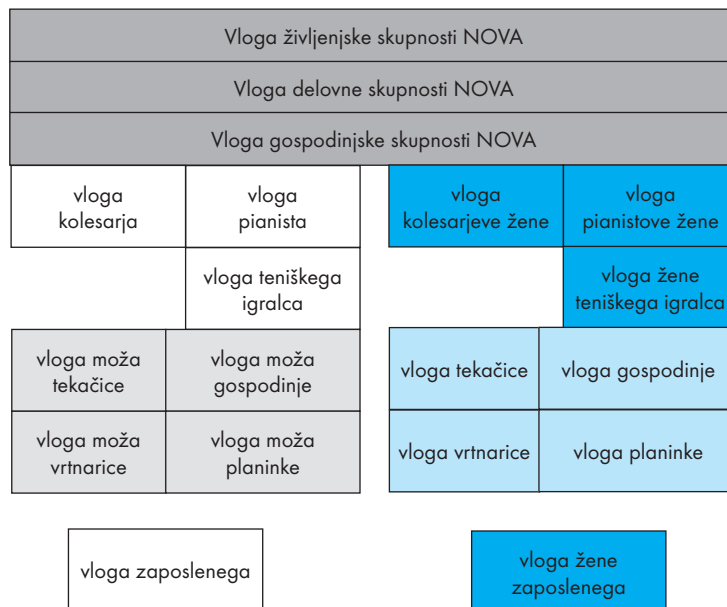 Vloga življenjske skupnosti NOVA
Vloga delovne skupnosti NOVA
Vloga gospodinjske skupnosti NOVA
vloga
kolesarja
vloga
pianista
vloga
kolesarjeve žene
vloga
pianistove žene
vloga teniškega
igralca
vloga žene
teniškega igralca
vloga moža
tekačice
vloga moža
gospodinje
vloga tekačice
vloga gospodinje
vloga moža
vrtnarice
vloga moža
planinke
vloga vrtnarice
vloga planinke
vloga zaposlenega
vloga žene
zaposlenega